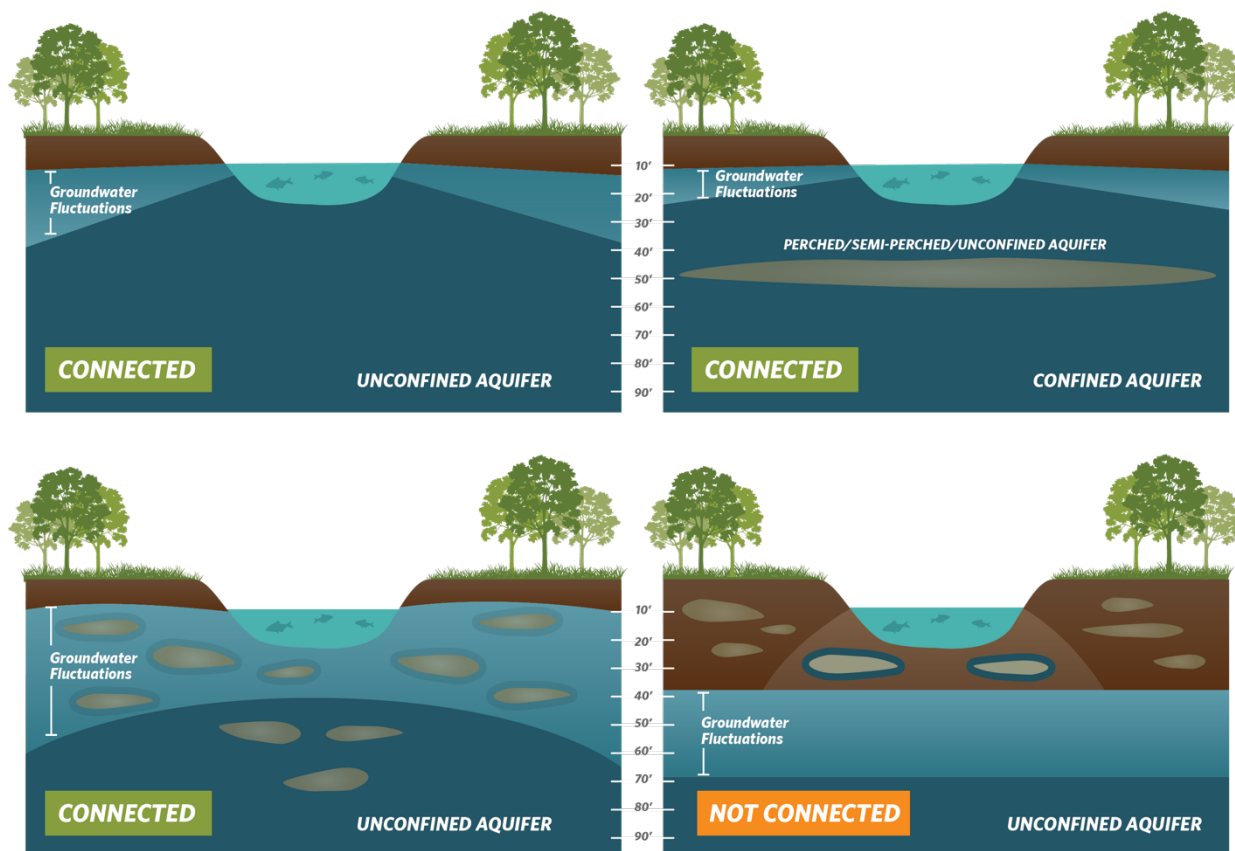 Groundwater
Fluctuations
CONNECTED
UNCONFINED AQUIFER
10'
20'
30'
40'
50'
60'
70'
80'
90'
Groundwater
Fluctuations
PERCHED/SEMI-PERCHED/UNCONFINED AQUIFER
CONNECTED
CONFINED AQUIFER
Groundwater
Fluctuations
CONNECTED
UNCONFINED AQUIFER
10'
20'
30'
40'
50'
60'
70'
80'
90'
Groundwater
Fluctuations
NOT CONNECTED
UNCONFINED AQUIFER